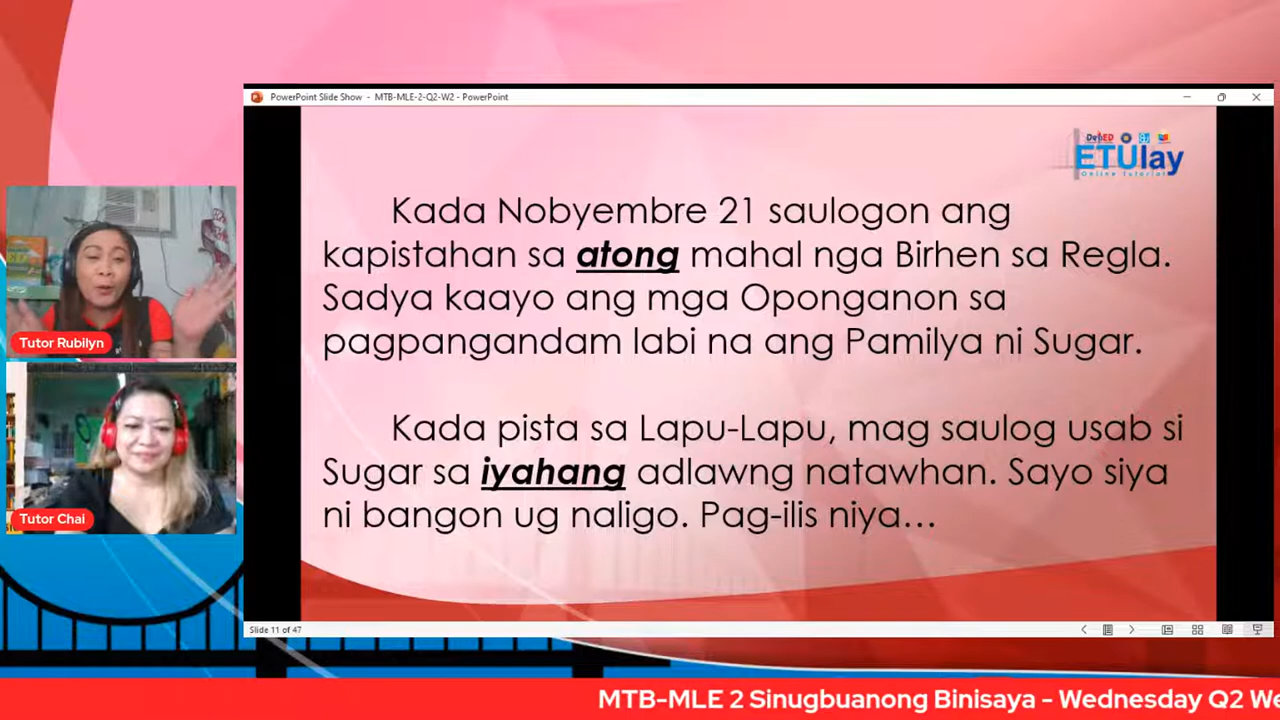 PowerPoint Slide Show - MTB-MLE-2-Q2-W2 - PowerPoint
DepED
ETUlay
Online Tutorial
Kada Nobyembre 21 saulogon ang
kapistahan sa atong mahal nga Birhen sa Regla.
Sadya kaayo ang mga Oponganon sa
pagpangandam labi na ang Pamilya ni Sugar.
Kada pista sa Lapu-Lapu, mag saulog usab si
Sugar sa iyahang adlawng natawhan. Sayo siya
ni bangon ug naligo. Pag-ilis niya...
Tutor Rubilyn
Tutor Chai
Slide 11 of 47
MTB-MLE 2 Sinugbuanong Binisaya - Wednesday Q2 We